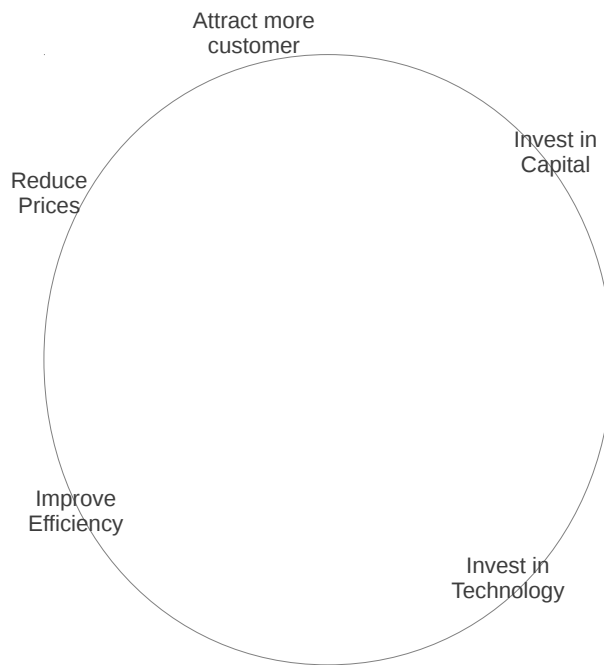 Attract more
customer
Invest in
Capital
Reduce
Prices
Improve
Efficiency
Invest in
Technology